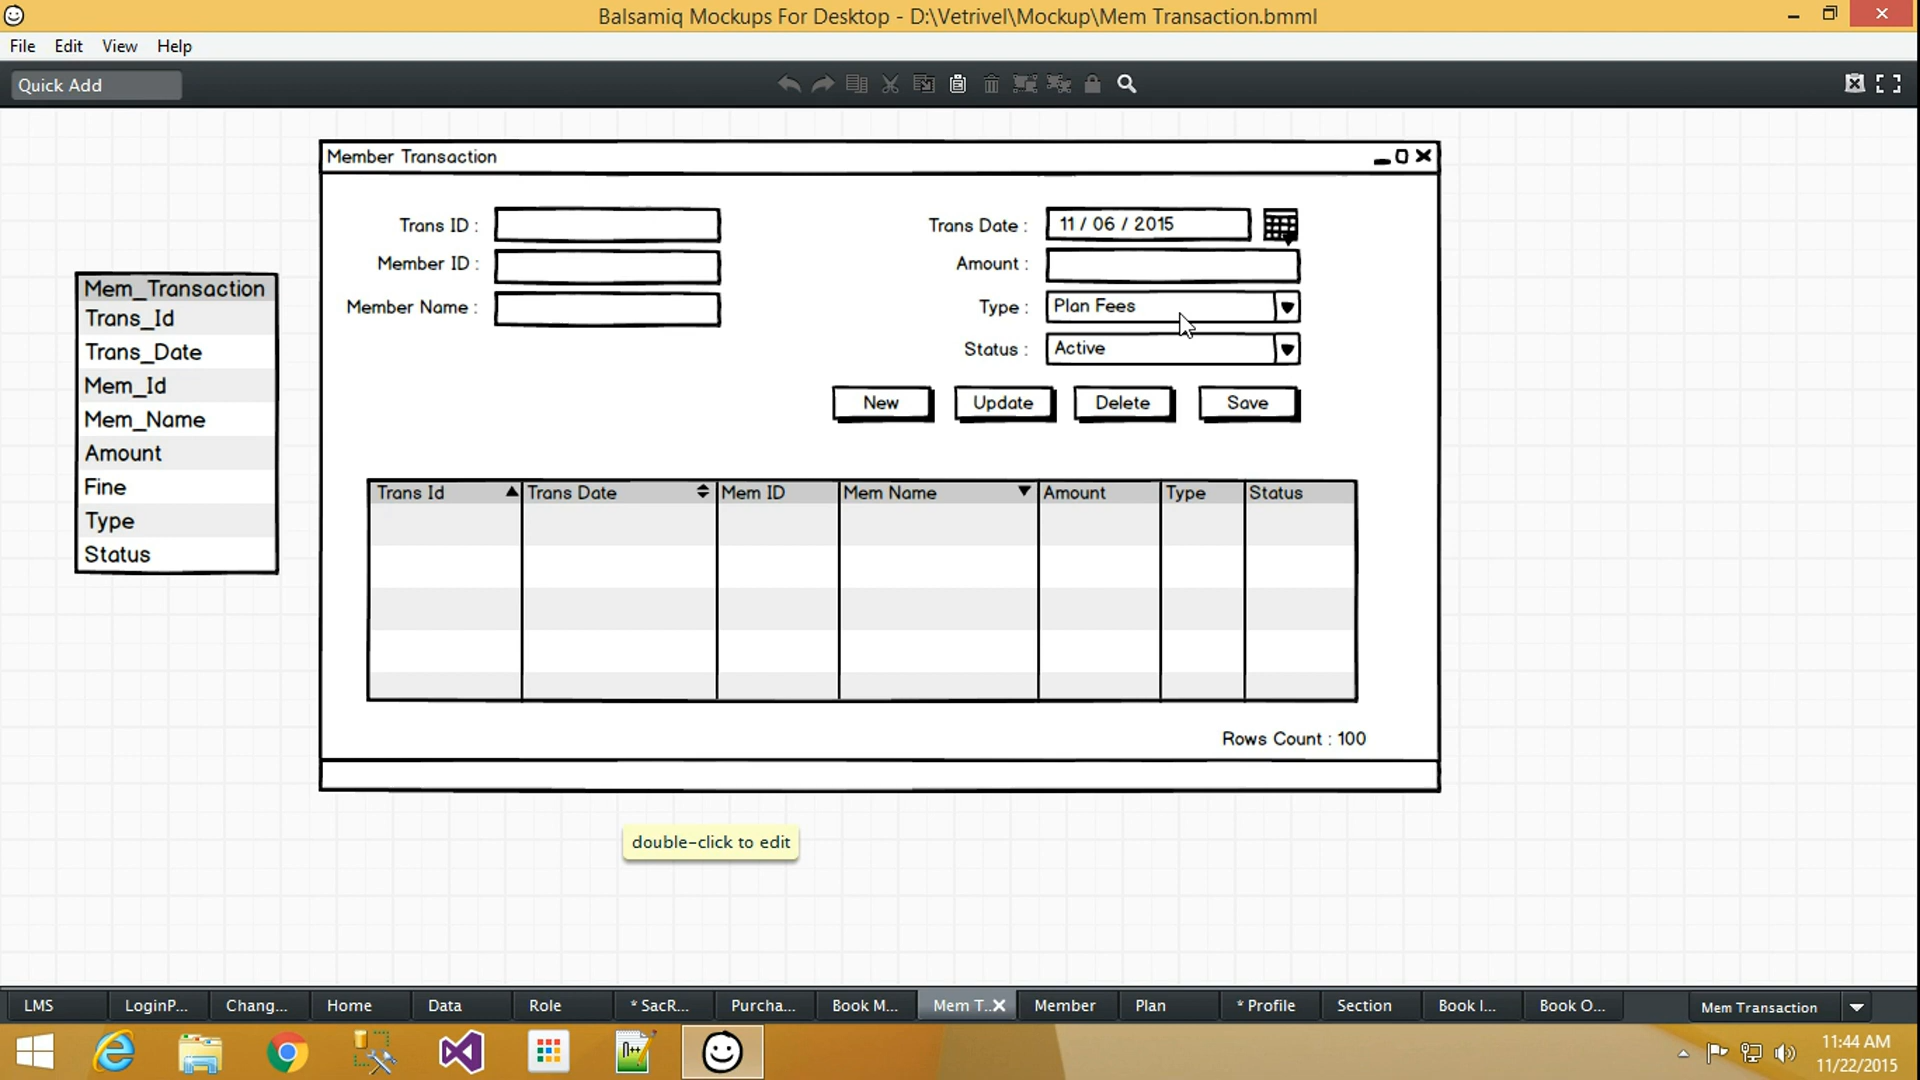 Balsamiq Mockups For Desktop - D:\Vetrivel\Mockup\Mem Transaction.bmml
File Edit View Help
Quick Add
Member Transaction
Trans ID :
Trans Date : 11 / 06 / 2015
Member ID :
Amount :
Member Name :
Type : Plan Fees
Status : Active
New Update Delete Save
Mem_Transaction
Trans_Id
Trans_Date
Mem_Id
Mem_Name
Amount
Fine
Type
Status
Trans Id Trans Date Mem ID Mem Name Amount Type Status
Rows Count : 100
double-click to edit
LMS LoginP... Chang... Home Data Role * SacR... Purcha... Book M... Mem T.. Member Plan * Profile Section Book I... Book O... Mem Transaction
11:44 AM
11/22/2015